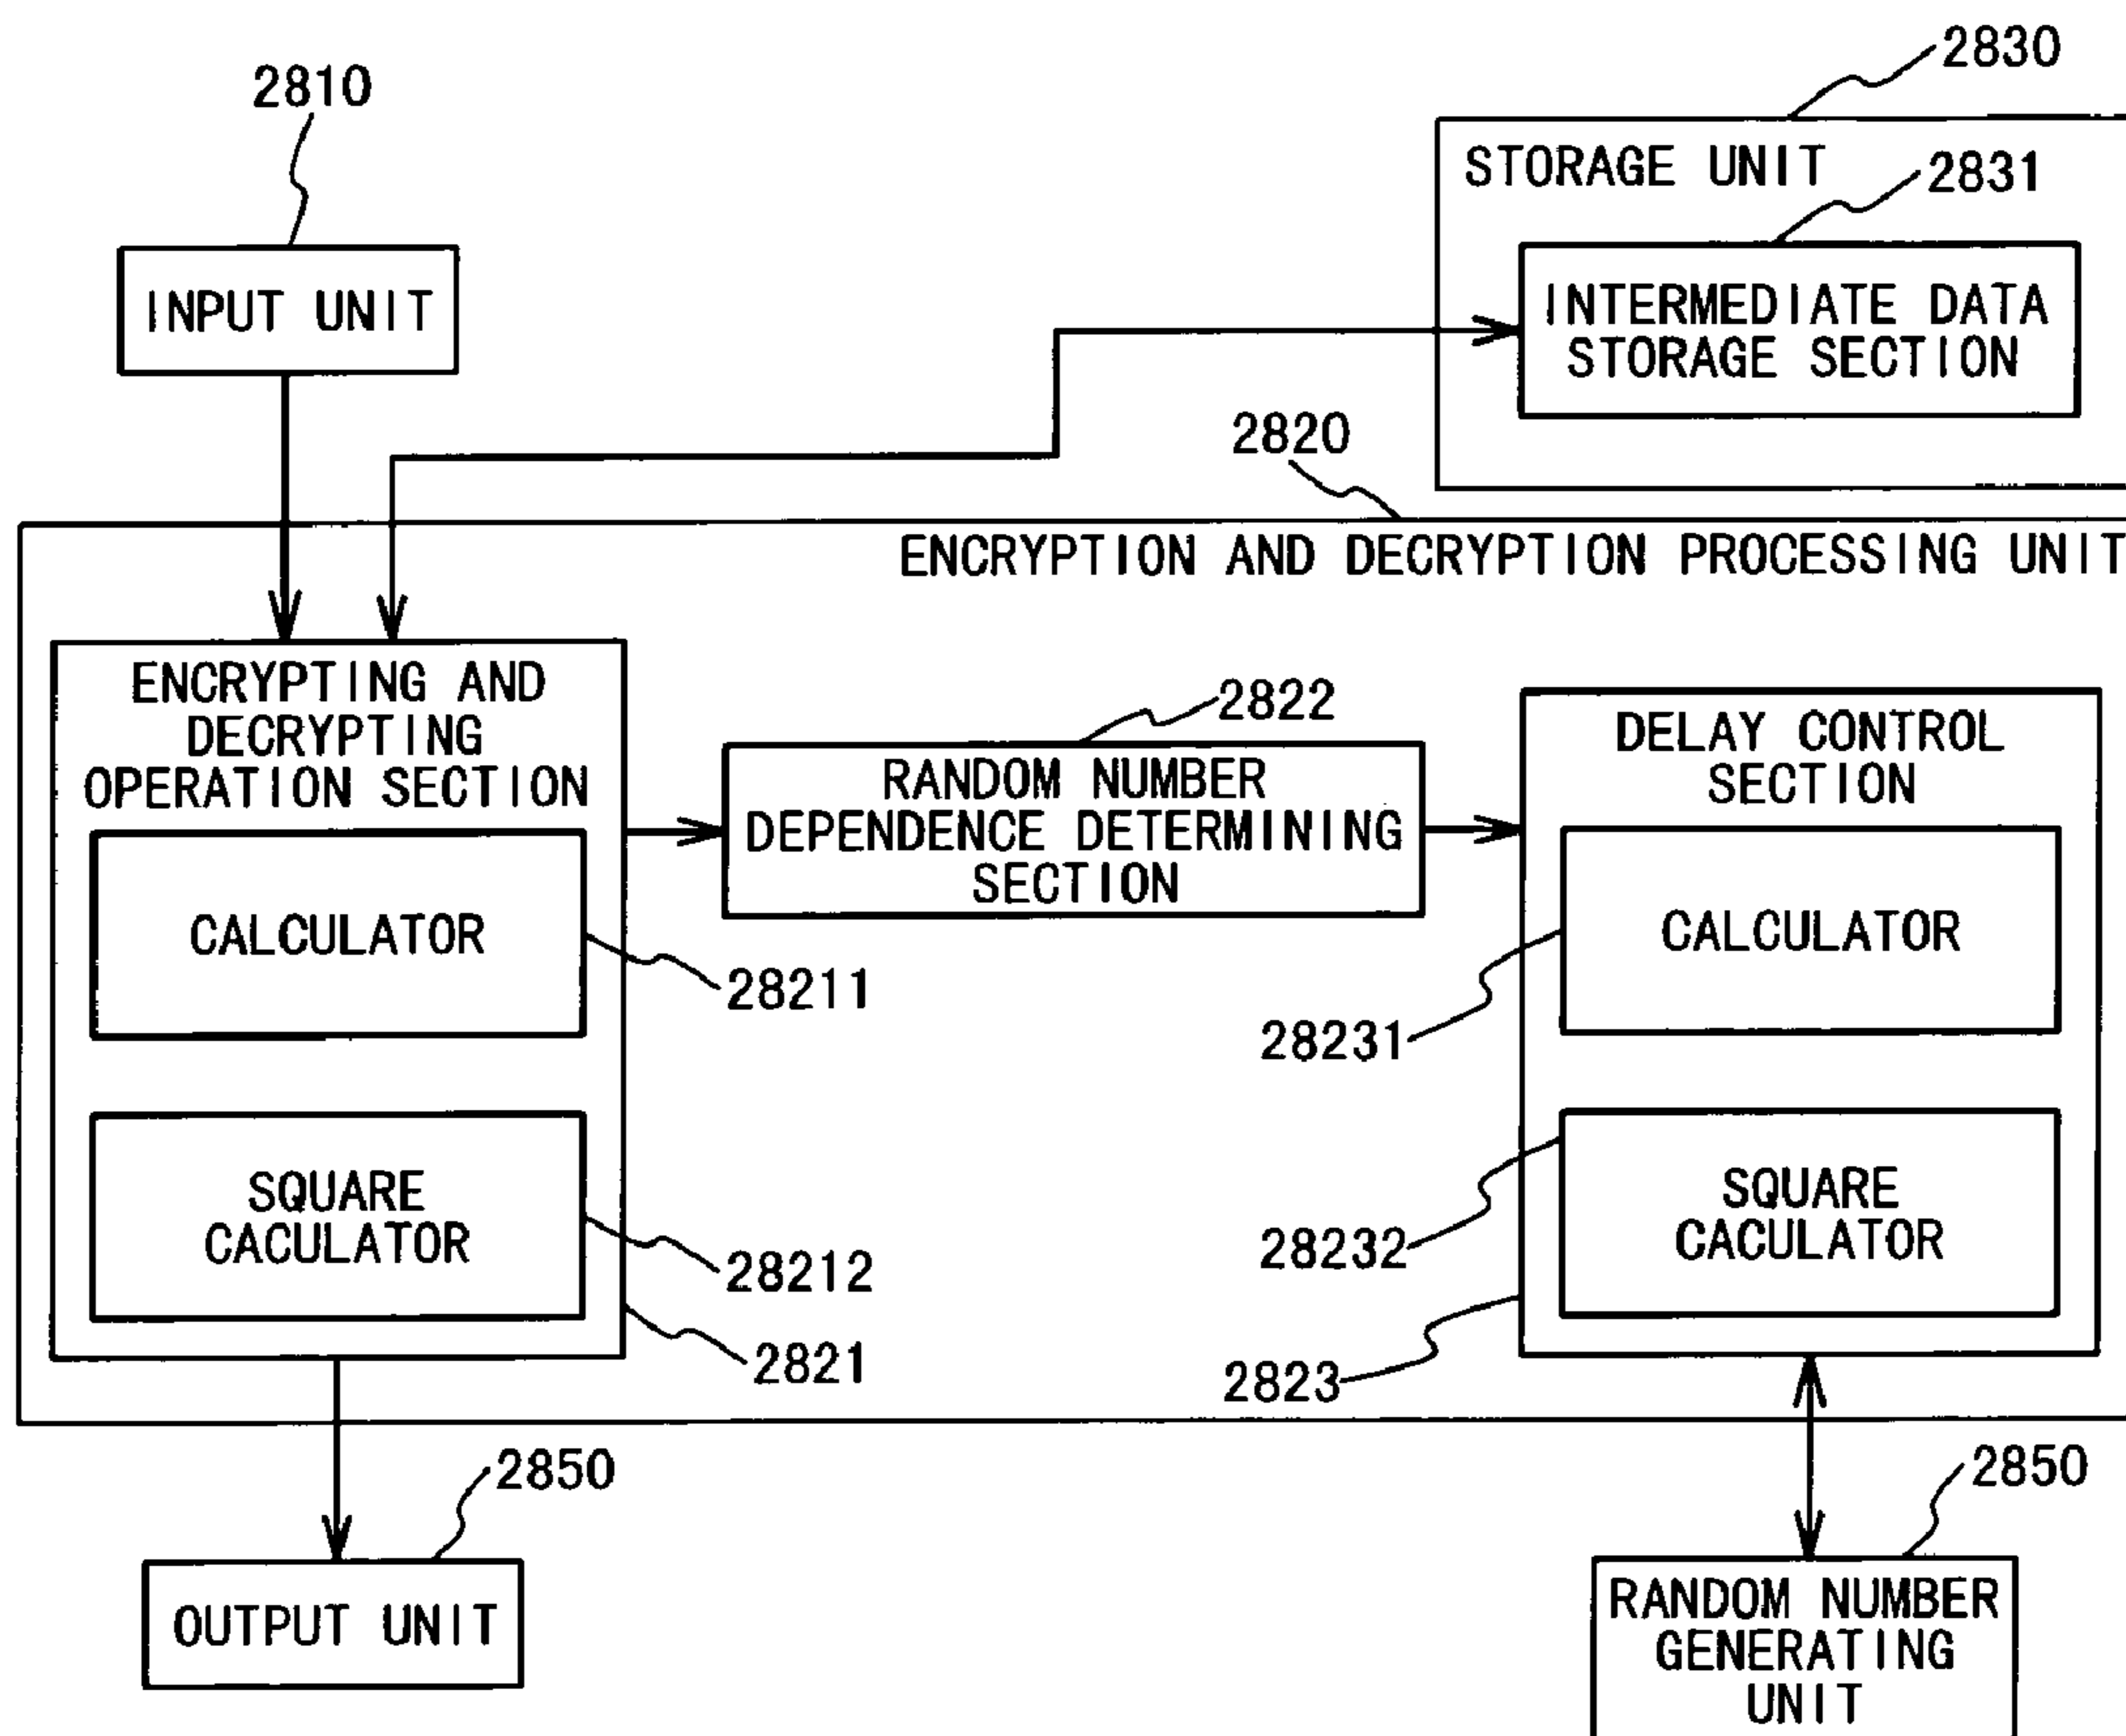 2830
2810
STORAGE UNIT
2831
INPUT UNIT
INTERMEDIATE DATA
STORAGE SECTION
2820
ENCRYPTION AND DECRYPTION PROCESSING UNIT
ENCRYPTING AND
DECRYPTING
OPERATION SECTION
2822
RANDOM NUMBER
DEPENDENCE DETERMINING
SECTION
DELAY CONTROL
SECTION
CALCULATOR
28211
CALCULATOR
28231
SQUARE
CACULATOR
28212
2821
SQUARE
CACULATOR
28232
2823
2850
OUTPUT UNIT
2850
RANDOM NUMBER
GENERATING
UNIT